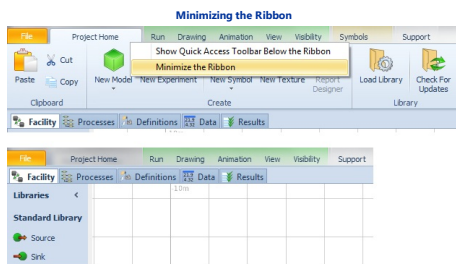 Minimizing the Ribbon
File Project Home Run Drawing Animation View Visibility Symbols Support
Show Quick Access Toolbar Below the Ribbon
Minimize the Ribbon
Cut
Paste Copy New Model New Experiment New Symbol New Texture Report Designer Load Library Check For Updates
Clipboard Create Library
Facility Processes Definitions Data Results
File Project Home Run Drawing Animation View Visibility Support
Facility Processes Definitions Data Results
Libraries < -10m
Standard Library
Source
Sink